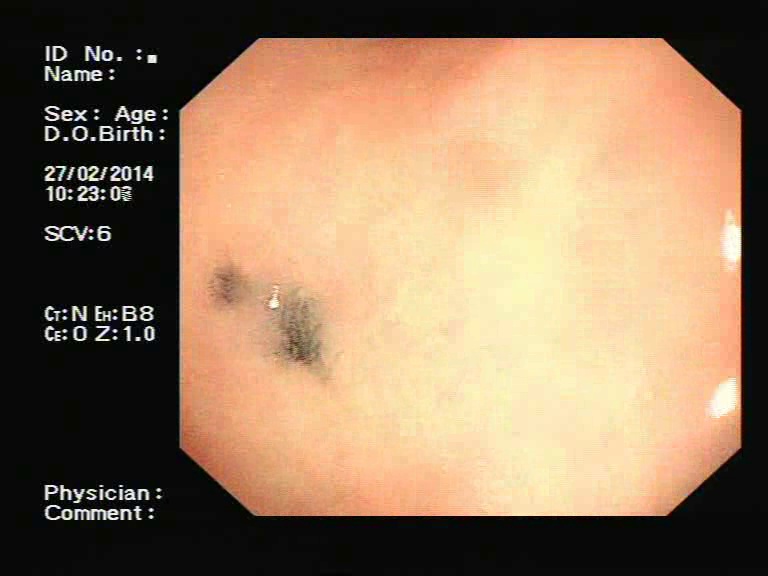 ID No. :
Name:
Sex: Age:
D.O.Birth:
27/02/2014
SCV:6
CT:N EH:B8
CE:0 Z:1.0
Physician:
Comment: